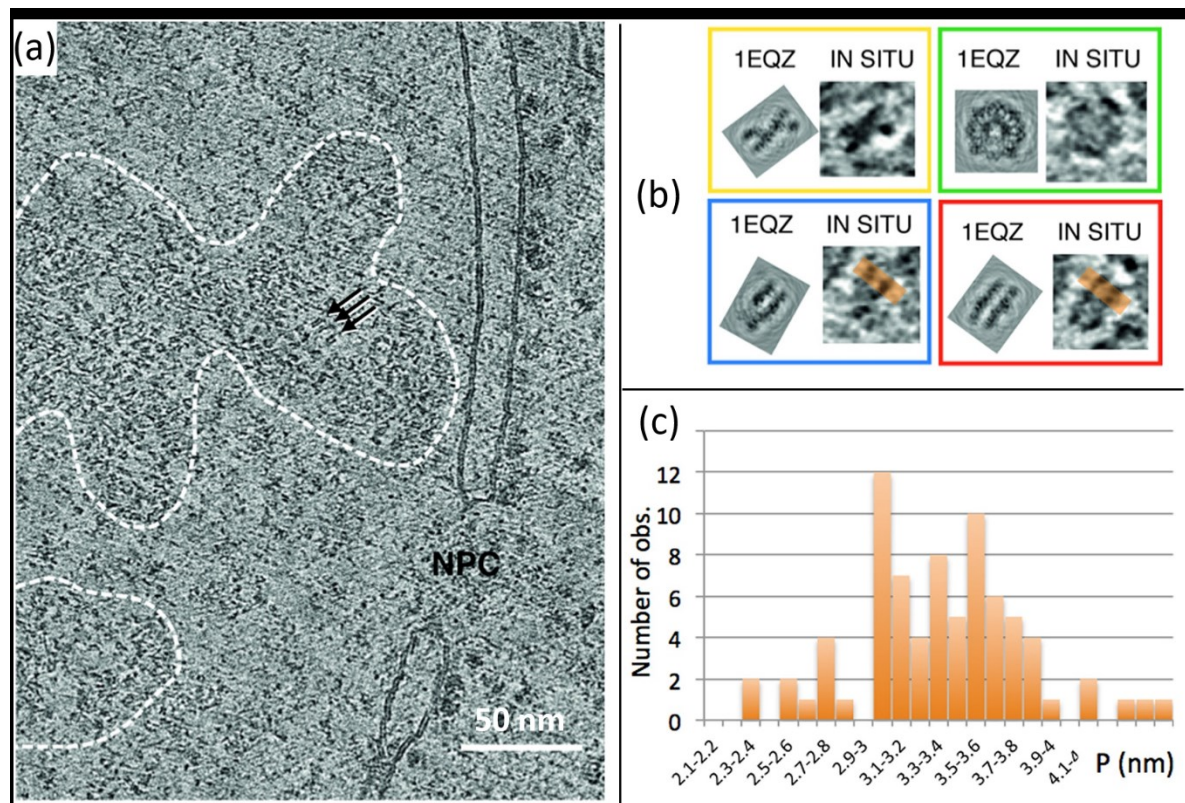 (a)
NPC
50 nm
(b)
1EQZ IN SITU
1EQZ IN SITU
1EQZ IN SITU
1EQZ IN SITU
(c)
Number of obs.
12
10
8
6
4
2
0
2.1-2.2
2.3-2.4
2.5-2.6
2.7-2.8
2.9-3
3.1-3.2
3.3-3.4
3.5-3.6
3.7-3.8
3.9-4
P (nm)